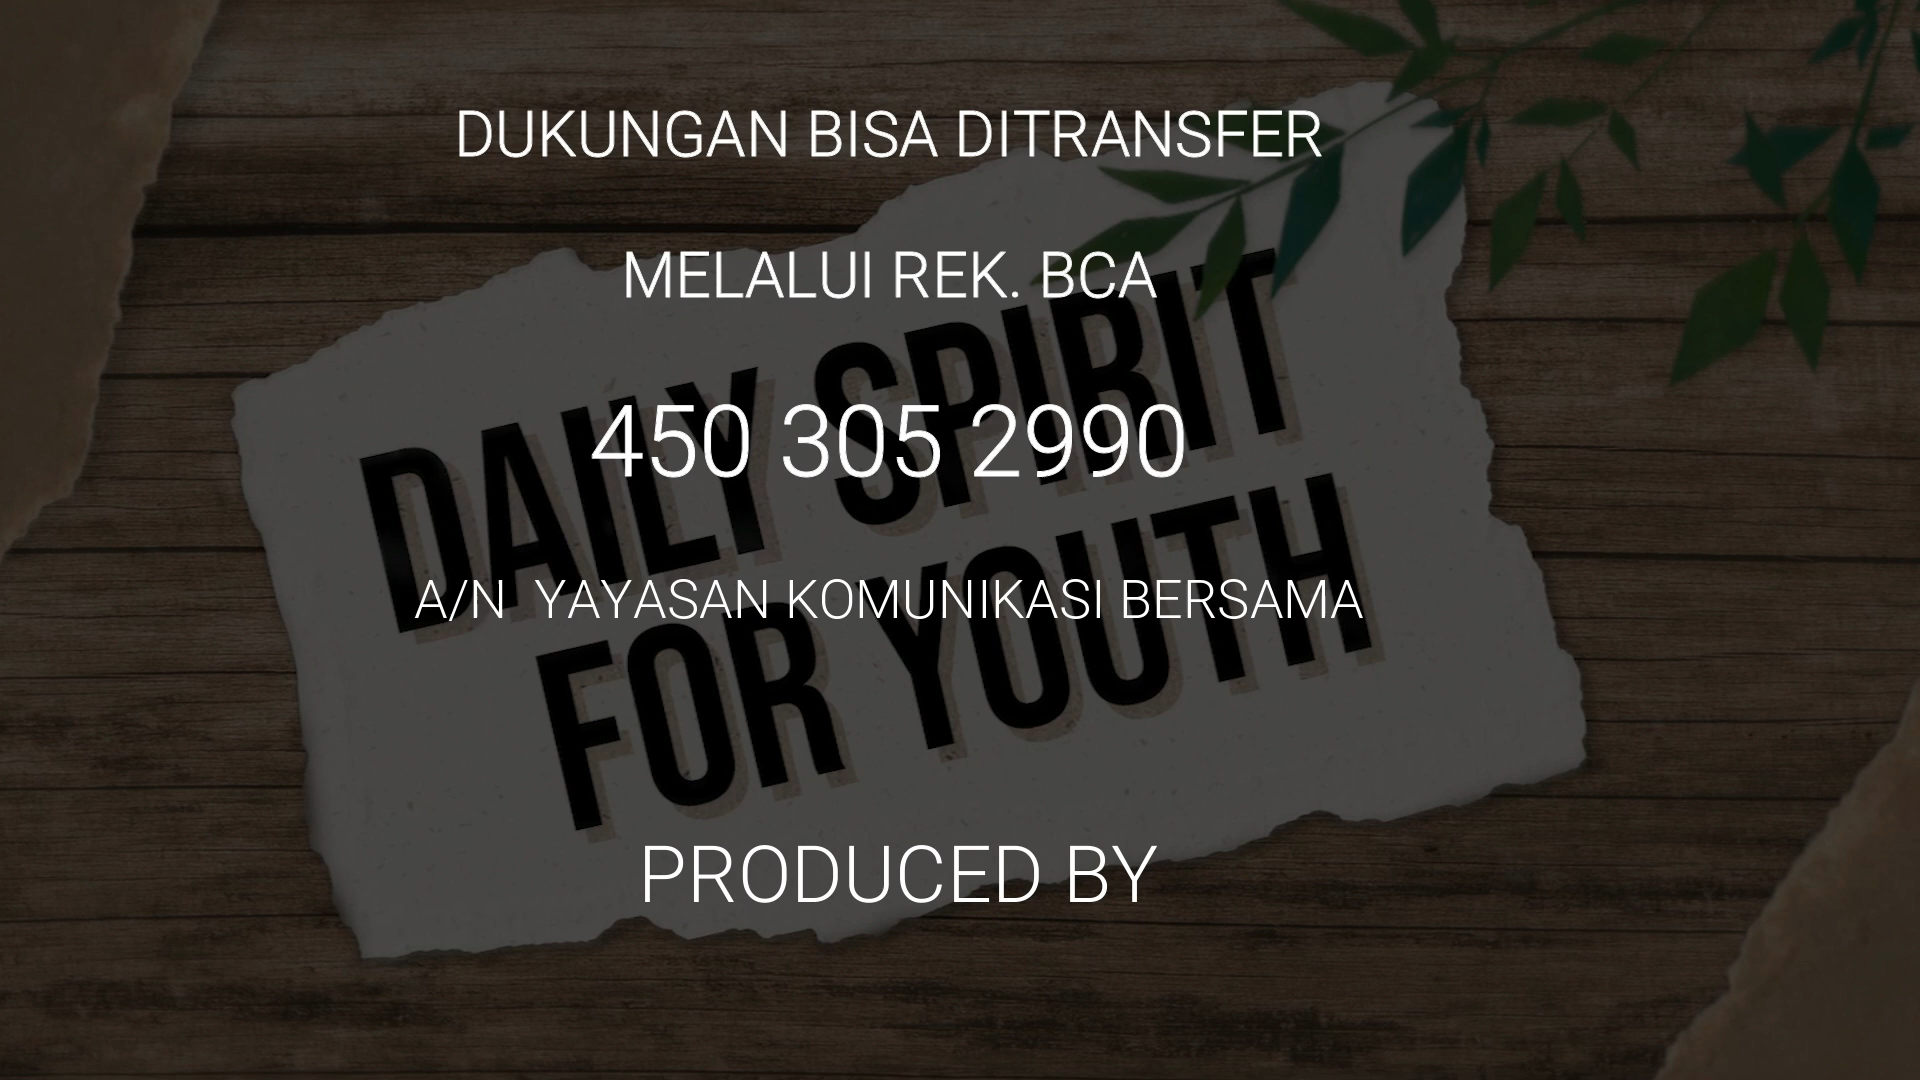 DUKUNGAN BISA DITRANSFER
MELALUI REK. BCA
450 305 2990
A/N YAYASAN KOMUNIKASI BERSAMA
PRODUCED BY
DAILY SPIRIT
FOR YOUTH